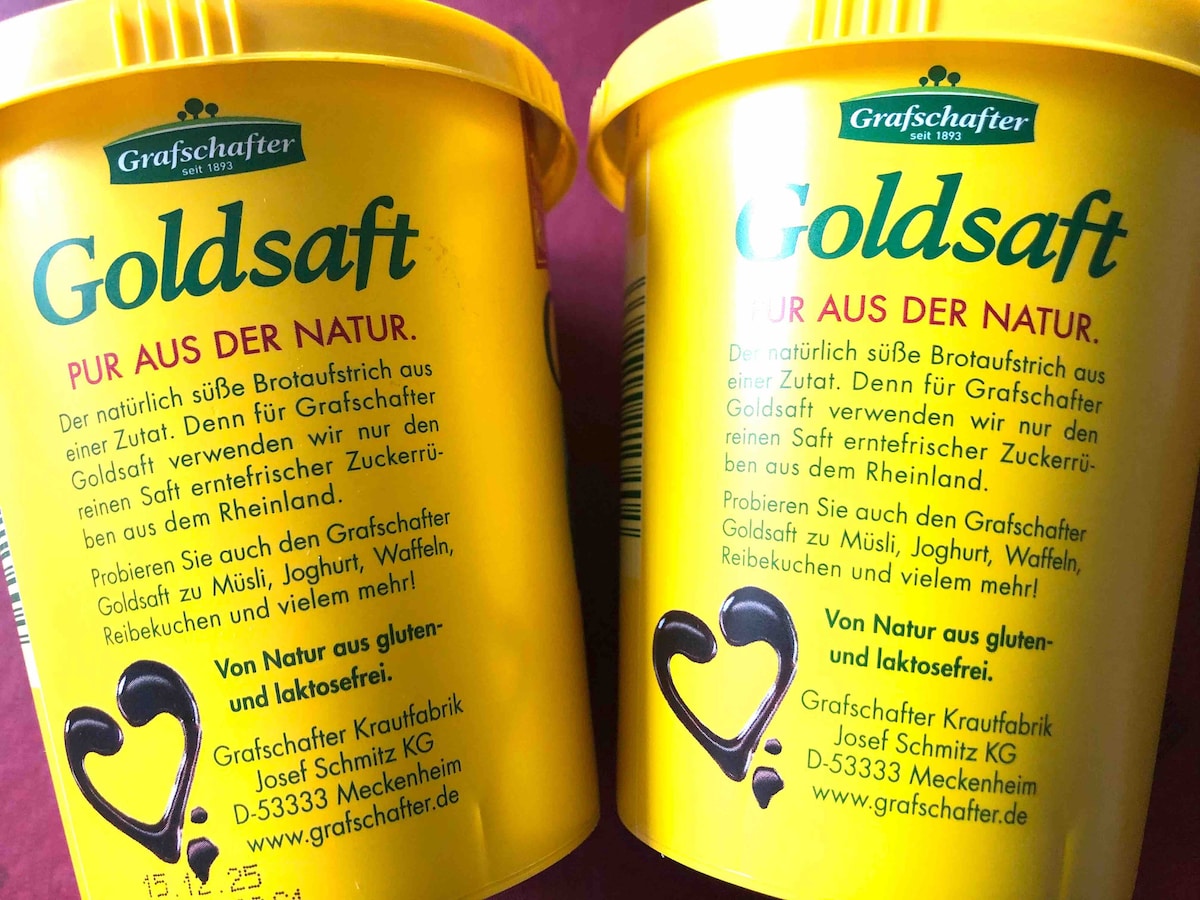 Grafschafter
seit 1893
Goldsaft
PUR AUS DER NATUR.
Der natürlich süße Brotaufstrich aus
einer Zutat. Denn für Grafschafter
Goldsaft verwenden wir nur den
reinen Saft erntefrischer Zuckerrü-
ben aus dem Rheinland.
Probieren Sie auch den Grafschafter
Goldsaft zu Müsli, Joghurt, Waffeln,
Reibekuchen und vielem mehr!
Von Natur aus gluten-
und laktosefrei.
Grafschafter Krautfabrik
Josef Schmitz KG
D-53333 Meckenheim
www.grafschafter.de
15.12.25
Grafschafter
seit 1893
Goldsaft
PUR AUS DER NATUR.
Der natürlich süße Brotaufstrich aus
einer Zutat. Denn für Grafschafter
Goldsaft verwenden wir nur den
reinen Saft erntefrischer Zuckerrü-
ben aus dem Rheinland.
Probieren Sie auch den Grafschafter
Goldsaft zu Müsli, Joghurt, Waffeln,
Reibekuchen und vielem mehr!
Von Natur aus gluten-
und laktosefrei.
Grafschafter Krautfabrik
Josef Schmitz KG
D-53333 Meckenheim
www.grafschafter.de